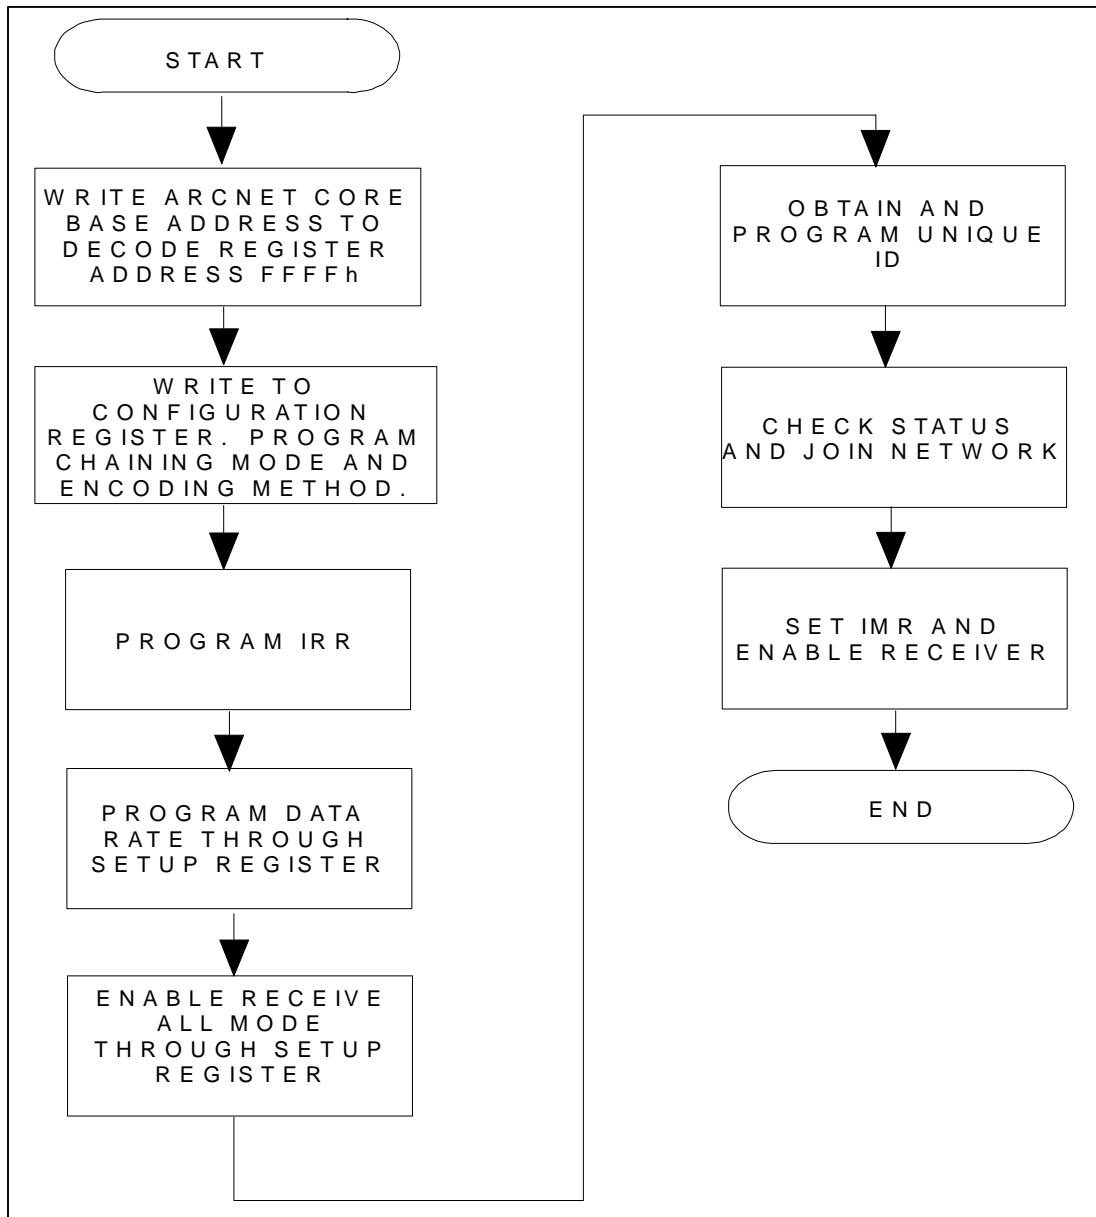 START
WRITE ARCNET CORE
BASE ADDRESS TO
DECODE REGISTER
ADDRESS FFFFh
WRITE TO
CONFIGURATION
REGISTER. PROGRAM
CHAINING MODE AND
ENCODING METHOD.
PROGRAM IRR
PROGRAM DATA
RATE THROUGH
SETUP REGISTER
ENABLE RECEIVE
ALL MODE
THROUGH SETUP
REGISTER
OBTAIN AND
PROGRAM UNIQUE
ID
CHECK STATUS
AND JOIN NETWORK
SET IMR AND
ENABLE RECEIVER
END